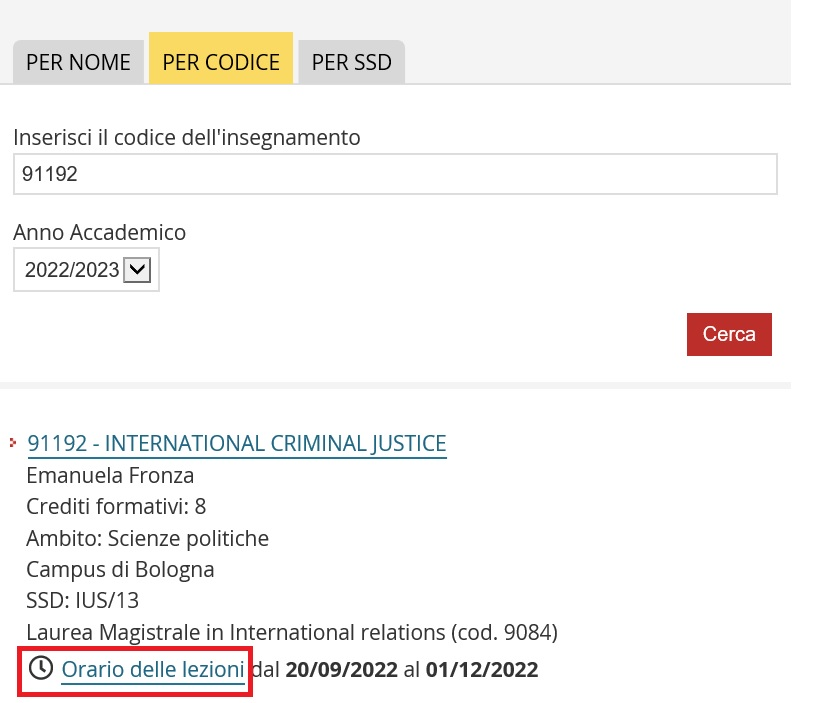 PER NOME PER CODICE PER SSD
Inserisci il codice dell'insegnamento
91192
Anno Accademico
2022/2023
Cerca
91192 - INTERNATIONAL CRIMINAL JUSTICE
Emanuela Fronza
Crediti formativi: 8
Ambito: Scienze politiche
Campus di Bologna
SSD: IUS/13
Laurea Magistrale in International relations (cod. 9084)
Orario delle lezioni dal 20/09/2022 al 01/12/2022